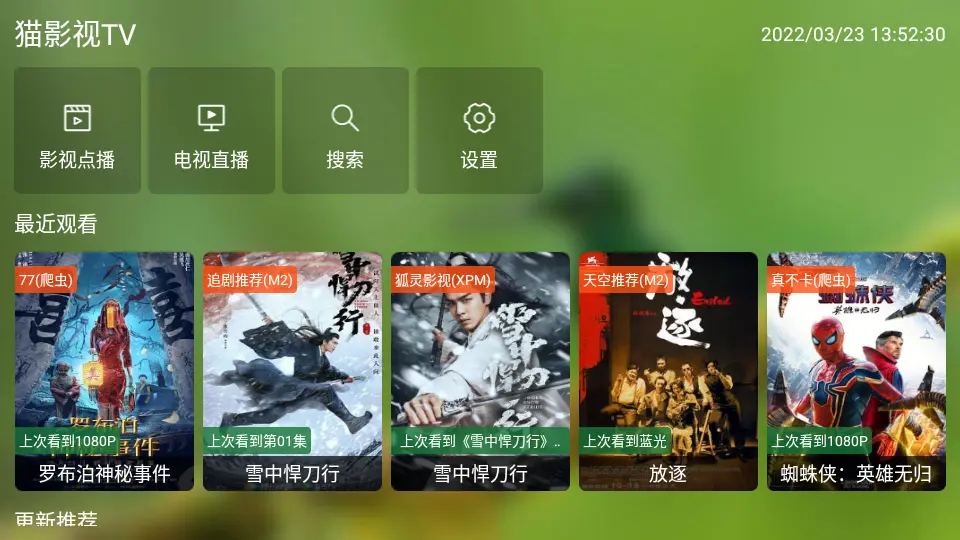 猫影视TV
2022/03/23 13:52:30
影视点播
电视直播
搜索
设置
最近观看
77(爬虫)
追剧推荐(M2)
狐灵影视(XPM)
天空推荐(M2)
真不卡(爬虫)
雪中
悍刀
行
雪中
悍刀
行
放
逐
Exiled
蜘蛛侠
英雄无归
上次看到1080P
上次看到第01集
上次看到《雪中悍刀行》..
上次看到蓝光
上次看到1080P
罗布泊神秘事件
雪中悍刀行
雪中悍刀行
放逐
蜘蛛侠：英雄无归
更新推荐